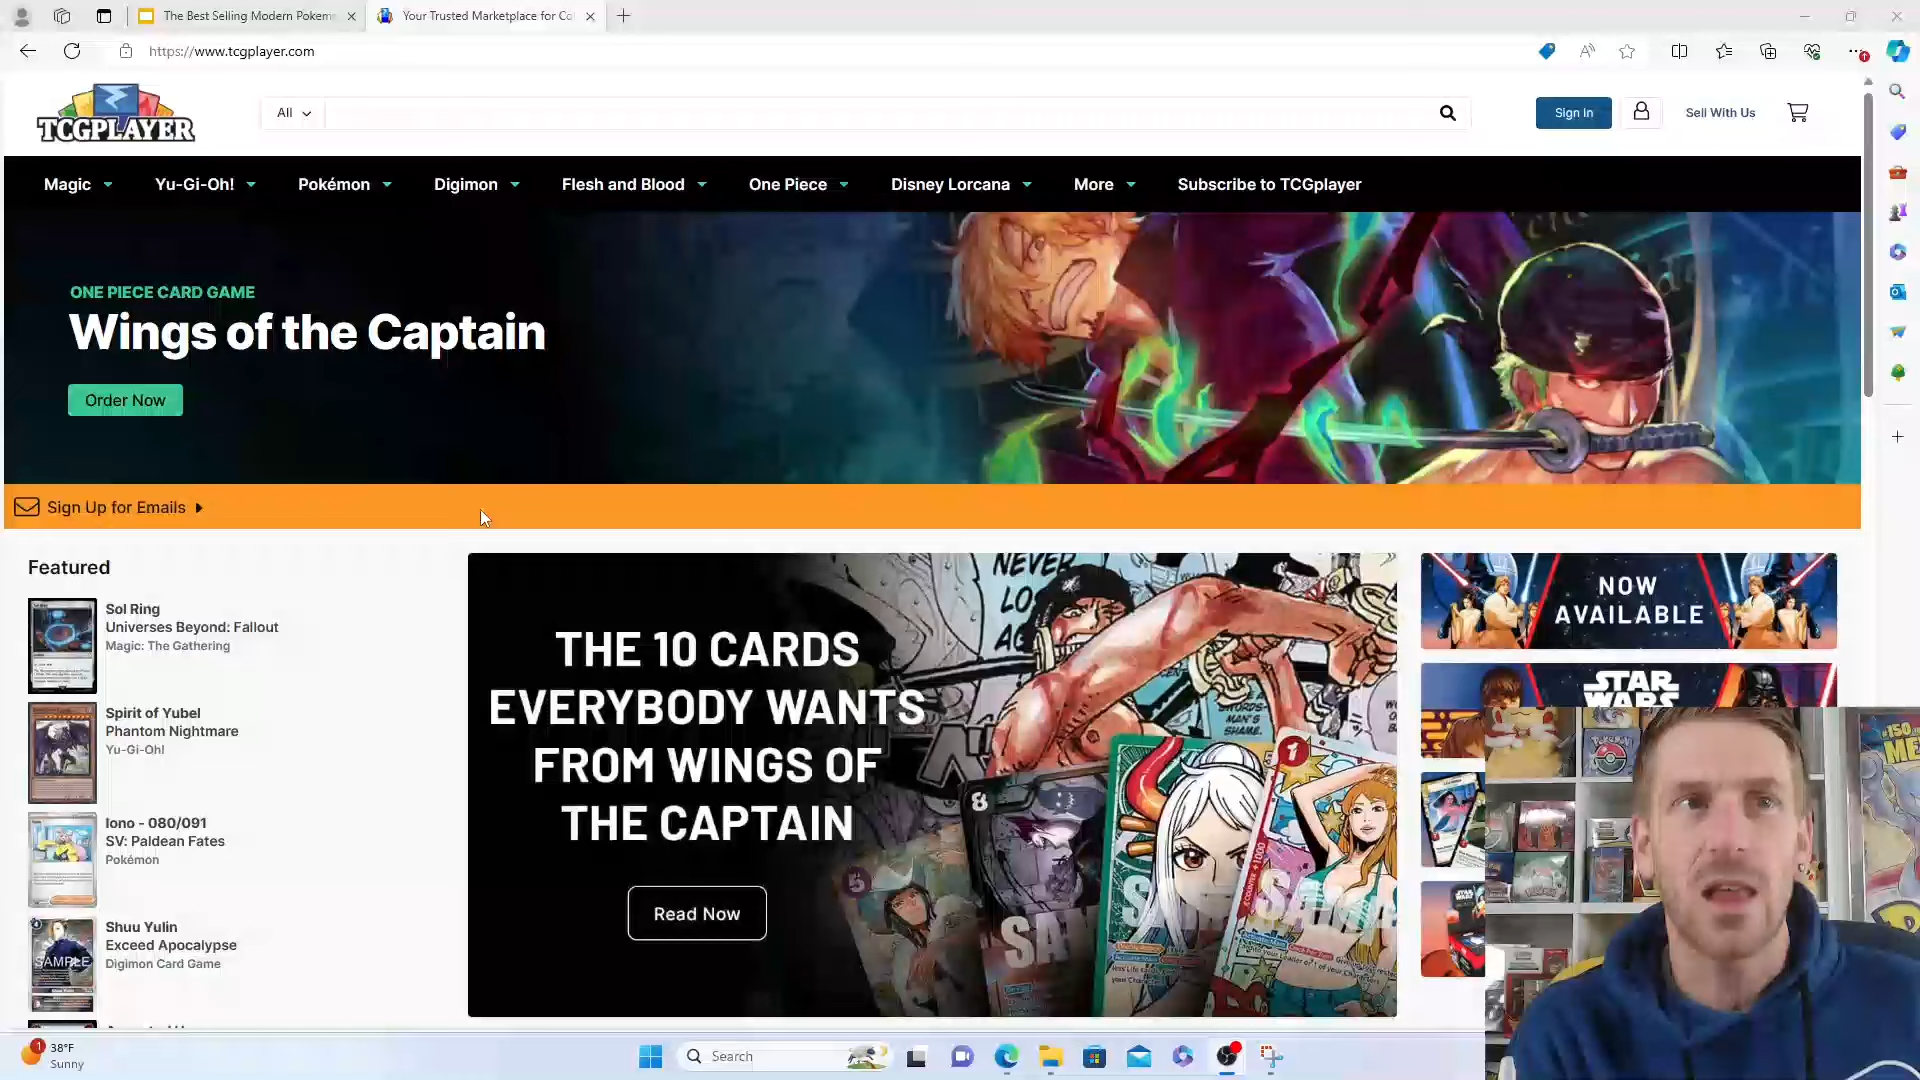 The Best Selling Modern Pokem
Your Trusted Marketplace for Co
https://www.tcgplayer.com
TCGPLAYER
All
Sign In
Sell With Us
Magic
Yu-Gi-Oh!
Pokémon
Digimon
Flesh and Blood
One Piece
Disney Lorcana
More
Subscribe to TCGplayer
ONE PIECE CARD GAME
Wings of the Captain
Order Now
Sign Up for Emails
Featured
Sol Ring
Universes Beyond: Fallout
Magic: The Gathering
Spirit of Yubel
Phantom Nightmare
Yu-Gi-Oh!
Iono - 080/091
SV: Paldean Fates
Pokémon
Shuu Yulin
Exceed Apocalypse
Digimon Card Game
SAMPLE
NEVER
THE 10 CARDS
EVERYBODY WANTS
FROM WINGS OF
THE CAPTAIN
Read Now
NOW
AVAILABLE
STAR
WARS
38°F
Sunny
Search